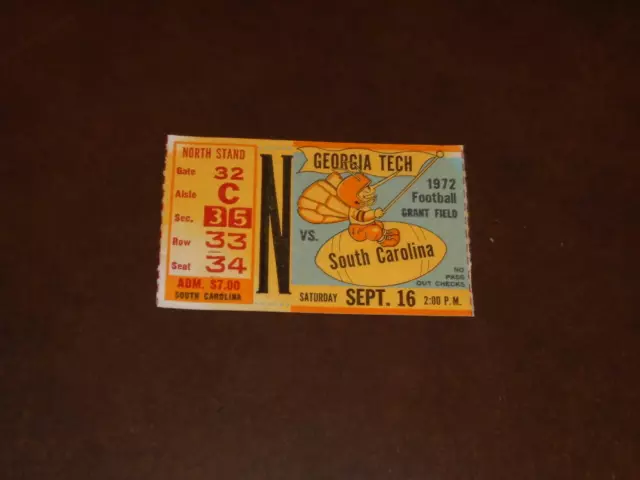 NORTH STAND
Gate 32
Aisle C
Sec. 35
Row 33
Seat 34
ADM. $7.00
SOUTH CAROLINA
N
GEORGIA TECH
1972
Football
GRANT FIELD
VS.
South Carolina
NO
PASS
OUT CHECKS
SATURDAY SEPT. 16 2:00 P.M.